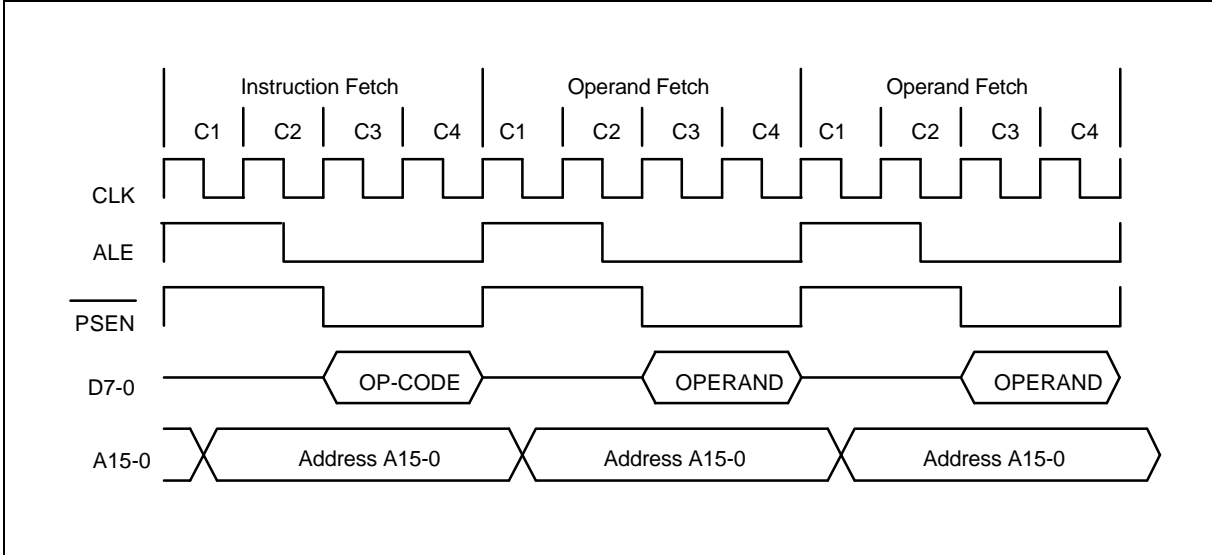 Instruction Fetch Operand Fetch Operand Fetch
C1 C2 C3 C4 C1 C2 C3 C4 C1 C2 C3 C4
CLK
ALE
PSEN
D7-0 OP-CODE OPERAND OPERAND
A15-0 Address A15-0 Address A15-0 Address A15-0